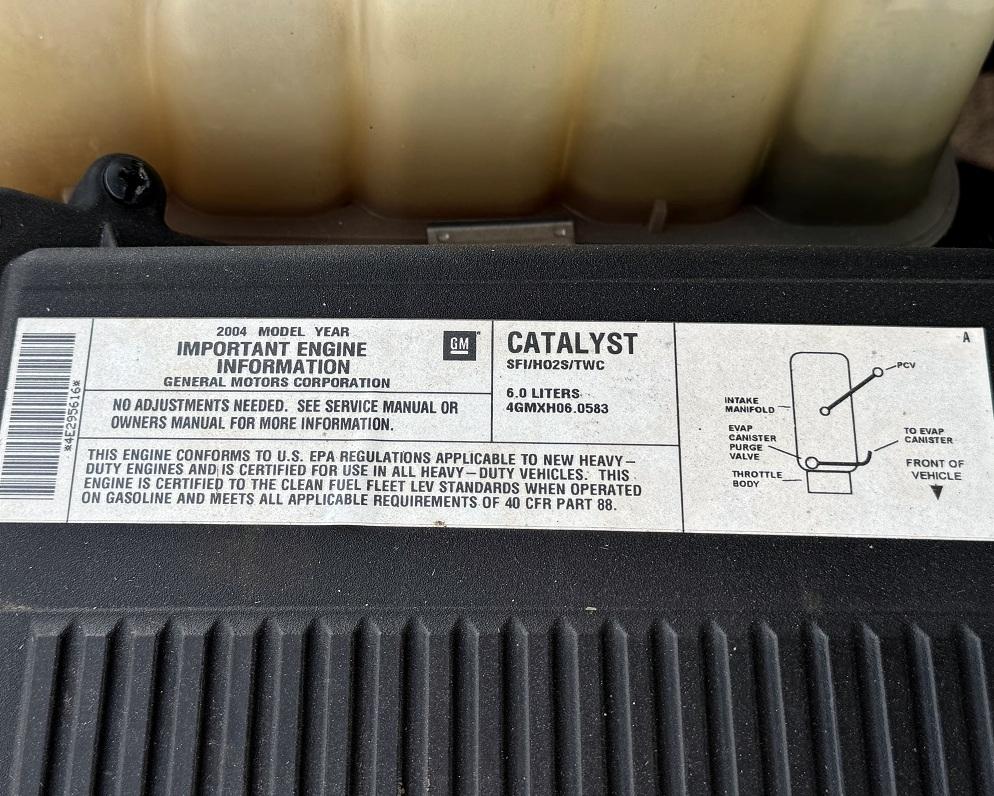 *4E295616*
2004 MODEL YEAR
IMPORTANT ENGINE
INFORMATION
GENERAL MOTORS CORPORATION
GM
NO ADJUSTMENTS NEEDED. SEE SERVICE MANUAL OR
OWNERS MANUAL FOR MORE INFORMATION.
CATALYST
SFI/HO2S/TWC
6.0 LITERS
4GMXH06.0583
THIS ENGINE CONFORMS TO U.S. EPA REGULATIONS APPLICABLE TO NEW HEAVY–
DUTY ENGINES AND IS CERTIFIED FOR USE IN ALL HEAVY–DUTY VEHICLES. THIS
ENGINE IS CERTIFIED TO THE CLEAN FUEL FLEET LEV STANDARDS WHEN OPERATED
ON GASOLINE AND MEETS ALL APPLICABLE REQUIREMENTS OF 40 CFR PART 88.
A
PCV
INTAKE
MANIFOLD
EVAP
CANISTER
PURGE
VALVE
THROTTLE
BODY
TO EVAP
CANISTER
FRONT OF
VEHICLE